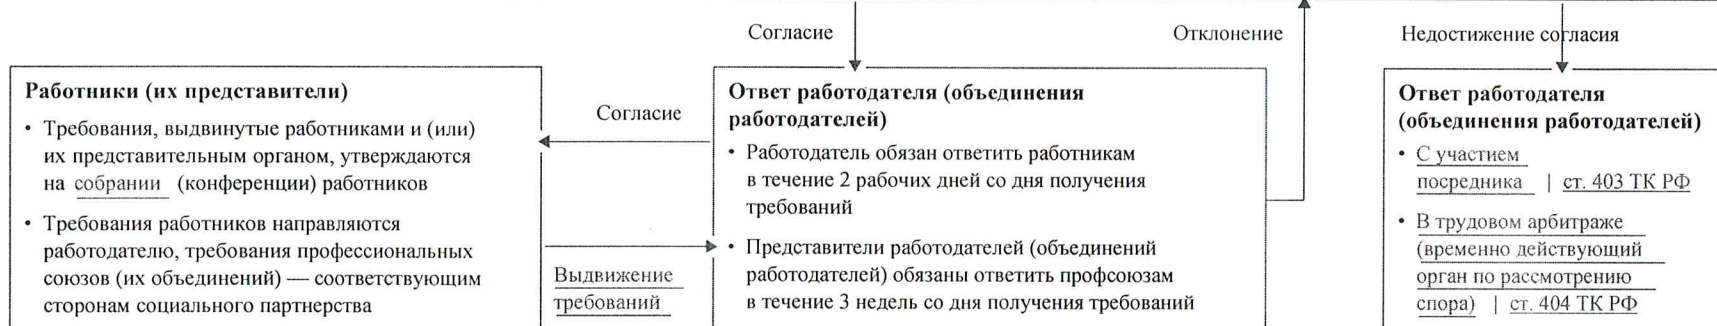 Согласие
Отклонение
Недостижение согласия
Работники (их представители)
• Требования, выдвинутые работниками и (или)
их представительным органом, утверждаются
на собрании (конференции) работников
• Требования работников направляются
работодателю, требования профессиональных
союзов (их объединений) — соответствующим
сторонам социального партнерства
Согласие
Выдвижение
требований
Ответ работодателя (объединения
работодателей)
• Работодатель обязан ответить работникам
в течение 2 рабочих дней со дня получения
требований
• Представители работодателей (объединений
работодателей) обязаны ответить профсоюзам
в течение 3 недель со дня получения требований
Ответ работодателя
(объединения работодателей)
• С участием
посредника | ст. 403 ТК РФ
• В трудовом арбитраже
(временно действующий
орган по рассмотрению
спора) | ст. 404 ТК РФ